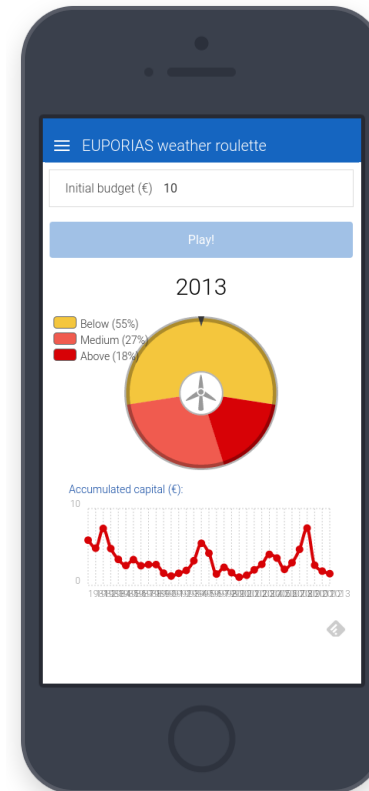 EUPORIAS weather roulette
Initial budget (€) 10
Play!
2013
Below (55%)
Medium (27%)
Above (18%)
Accumulated capital (€):
10
0